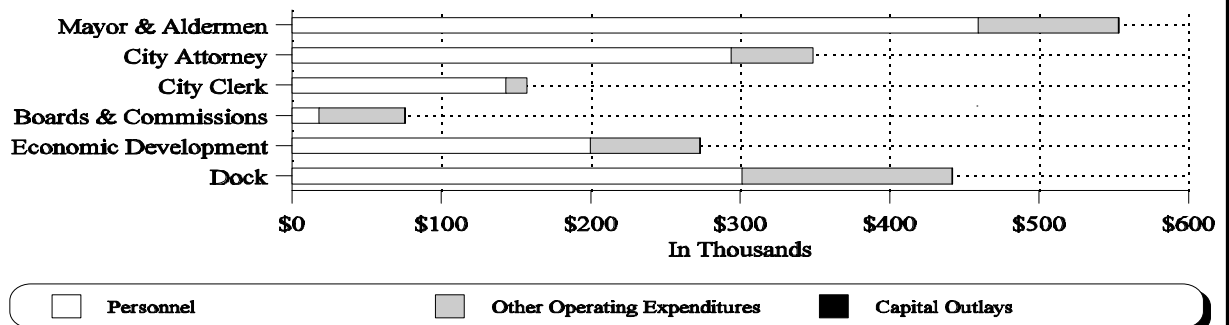 Mayor & Aldermen
City Attorney
City Clerk
Boards & Commissions
Economic Development
Dock
$0 $100 $200 $300 $400 $500 $600
In Thousands
Personnel Other Operating Expenditures Capital Outlays